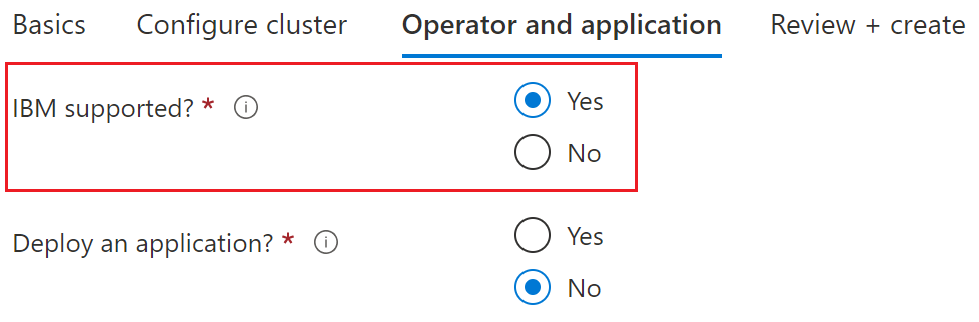 Basics Configure cluster Operator and application Review + create
IBM supported? * Yes
No
Deploy an application? * Yes
No